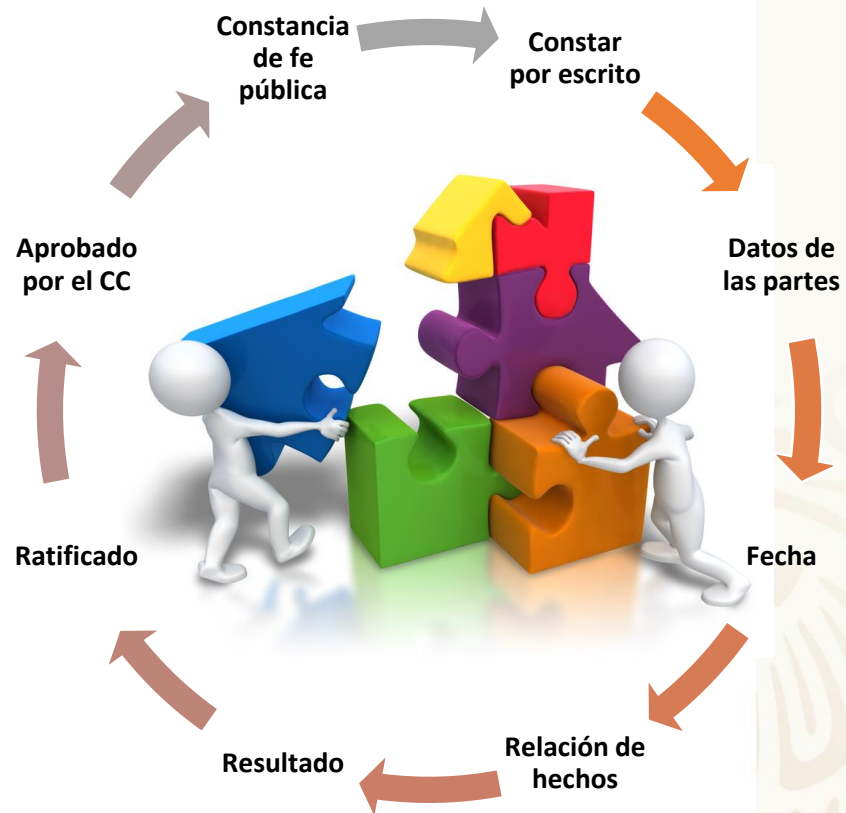 Constancia
de fe
pública
Constar
por escrito
Datos de
las partes
Fecha
Relación de
hechos
Resultado
Ratificado
Aprobado
por el CC